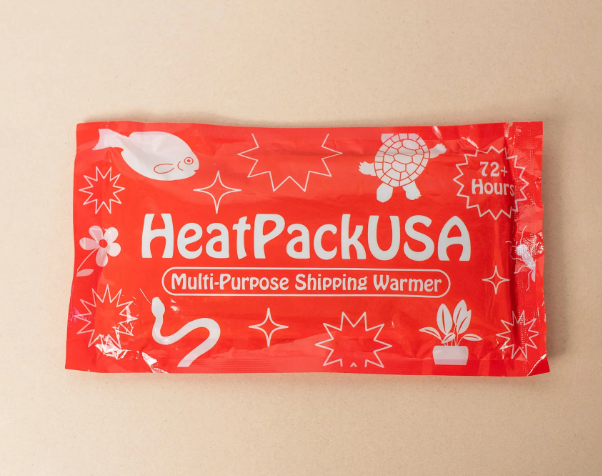 72+
Hours
HeatPackUSA
Multi-Purpose Shipping Warmer